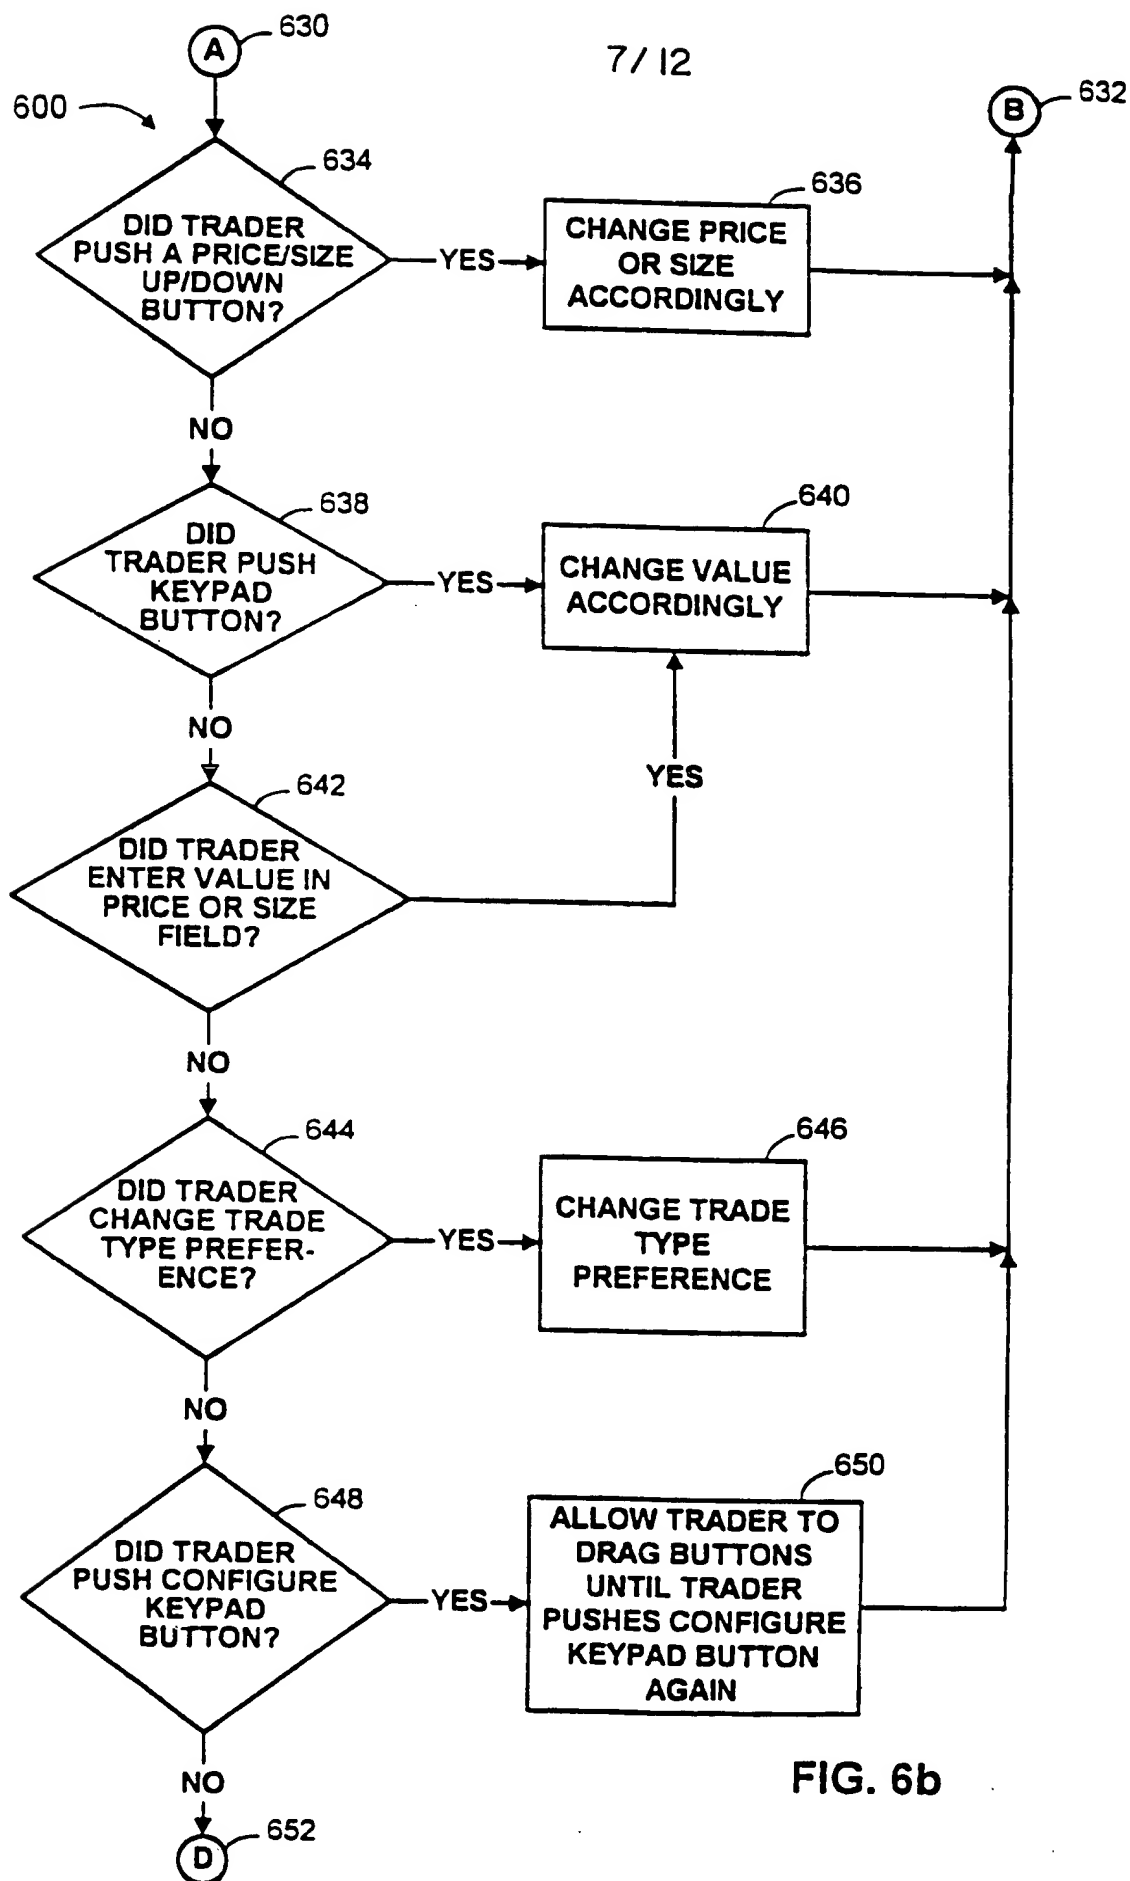 A
630
7/12
600
B
632
634
DID TRADER
PUSH A PRICE/SIZE
UP/DOWN
BUTTON?
YES
636
CHANGE PRICE
OR SIZE
ACCORDINGLY
NO
638
DID
TRADER PUSH
KEYPAD
BUTTON?
YES
640
CHANGE VALUE
ACCORDINGLY
NO
YES
642
DID TRADER
ENTER VALUE IN
PRICE OR SIZE
FIELD?
NO
644
DID TRADER
CHANGE TRADE
TYPE PREFER-
ENCE?
YES
646
CHANGE TRADE
TYPE
PREFERENCE
NO
648
DID TRADER
PUSH CONFIGURE
KEYPAD
BUTTON?
YES
650
ALLOW TRADER TO
DRAG BUTTONS
UNTIL TRADER
PUSHES CONFIGURE
KEYPAD BUTTON
AGAIN
NO
652
D
FIG. 6b